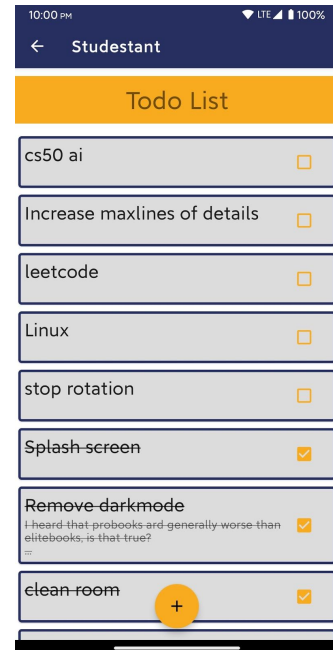 10:00 PM LTE 100%
Studestant
Todo List
cs50 ai
Increase maxlines of details
leetcode
Linux
stop rotation
Splash screen
Remove darkmode
I heard that probooks ard generally worse than
elitebooks, is that true?
...
clean room
+